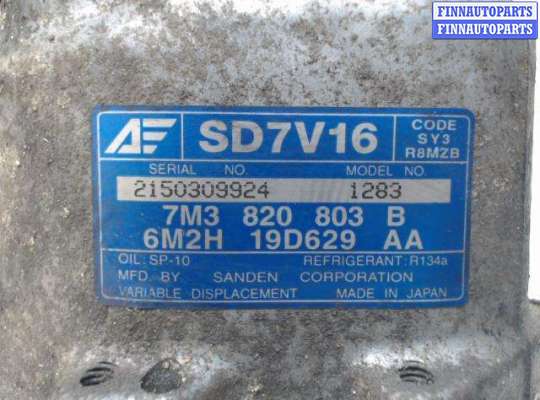 FINNAUTOPARTS
FINNAUTOPARTS
FINNAUTOPARTS
AE SD7V16 CODE
SY3
R8MZB
SERIAL NO. MODEL NO.
2150309924 1283
7M3 820 803 B
6M2H 19D629 AA
OIL: SP-10 REFRIGERANT: R134a
MFD. BY SANDEN CORPORATION
VARIABLE DISPLACEMENT MADE IN JAPAN